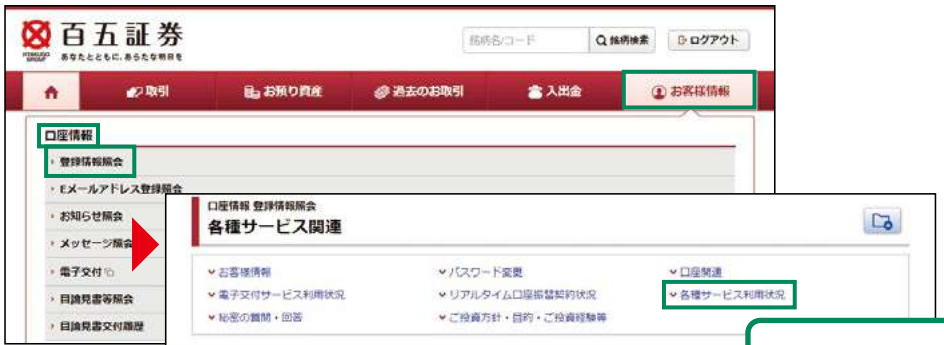 百五証券
HYAKUGO GROUP
あなたとともに、あらたな明日を
銘柄名/コード
銘柄検索
ログアウト
取引
お預り資産
過去のお取引
入出金
お客様情報
口座情報
登録情報照会
Eメールアドレス登録照会
お知らせ照会
メッセージ照会
電子交付
目論見書等照会
目論見書交付履歴
口座情報 登録情報照会
各種サービス関連
お客様情報
パスワード変更
口座関連
電子交付サービス利用状況
リアルタイム口座振替契約状況
各種サービス利用状況
秘密の質問・回答
ご投資方針・目的・ご投資経験等